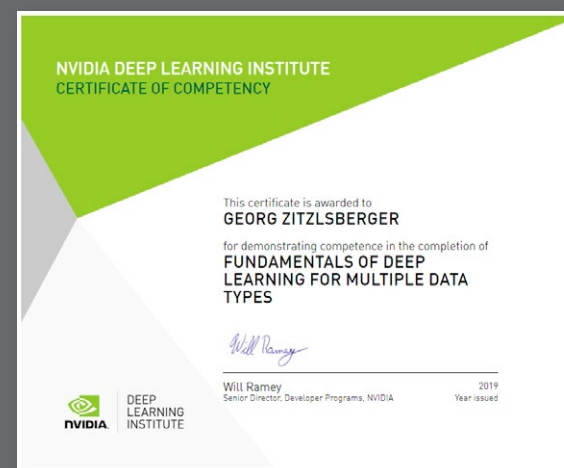 NVIDIA DEEP LEARNING INSTITUTE
CERTIFICATE OF COMPETENCY
This certificate is awarded to
GEORG ZITZLSBERGER
for demonstrating competence in the completion of
FUNDAMENTALS OF DEEP
LEARNING FOR MULTIPLE DATA
TYPES
Will Ramey
Will Ramey
Senior Director, Developer Programs, NVIDIA
2019
Year issued
NVIDIA.
DEEP
LEARNING
INSTITUTE